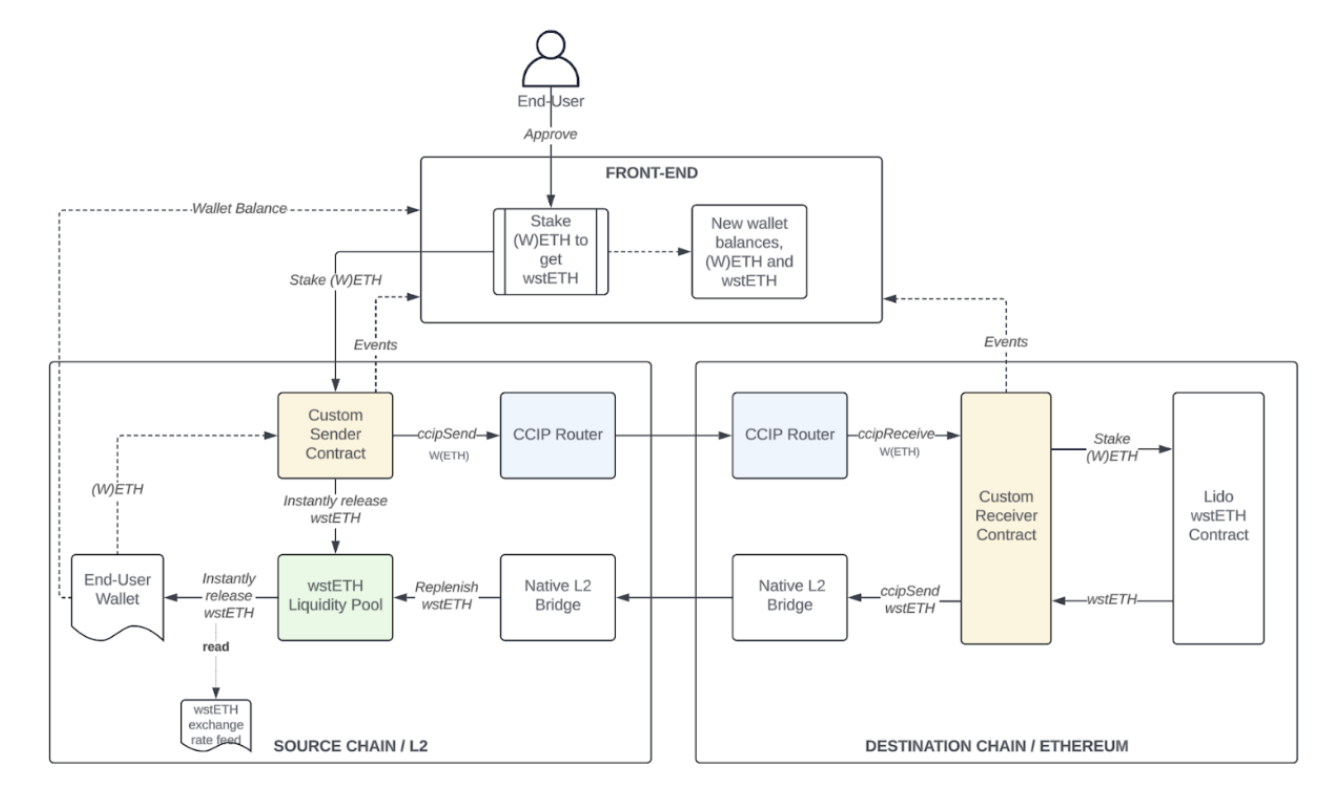 End-User
Approve
FRONT-END
Wallet Balance
Stake
(W)ETH to
get
wstETH
New wallet
balances,
(W)ETH and
wstETH
Stake (W)ETH
Events
Events
Custom
Sender
Contract
ccipSend
W(ETH)
CCIP Router
CCIP Router
ccipReceive
W(ETH)
Stake
(W)ETH
Custom
Receiver
Contract
Lido
wstETH
Contract
(W)ETH
Instantly release
wstETH
End-User
Wallet
Instantly
release
wstETH
wstETH
Liquidity Pool
Replenish
wstETH
Native L2
Bridge
Native L2
Bridge
ccipSend
wstETH
wstETH
read
wstETH
exchange
rate feed
SOURCE CHAIN / L2
DESTINATION CHAIN / ETHEREUM